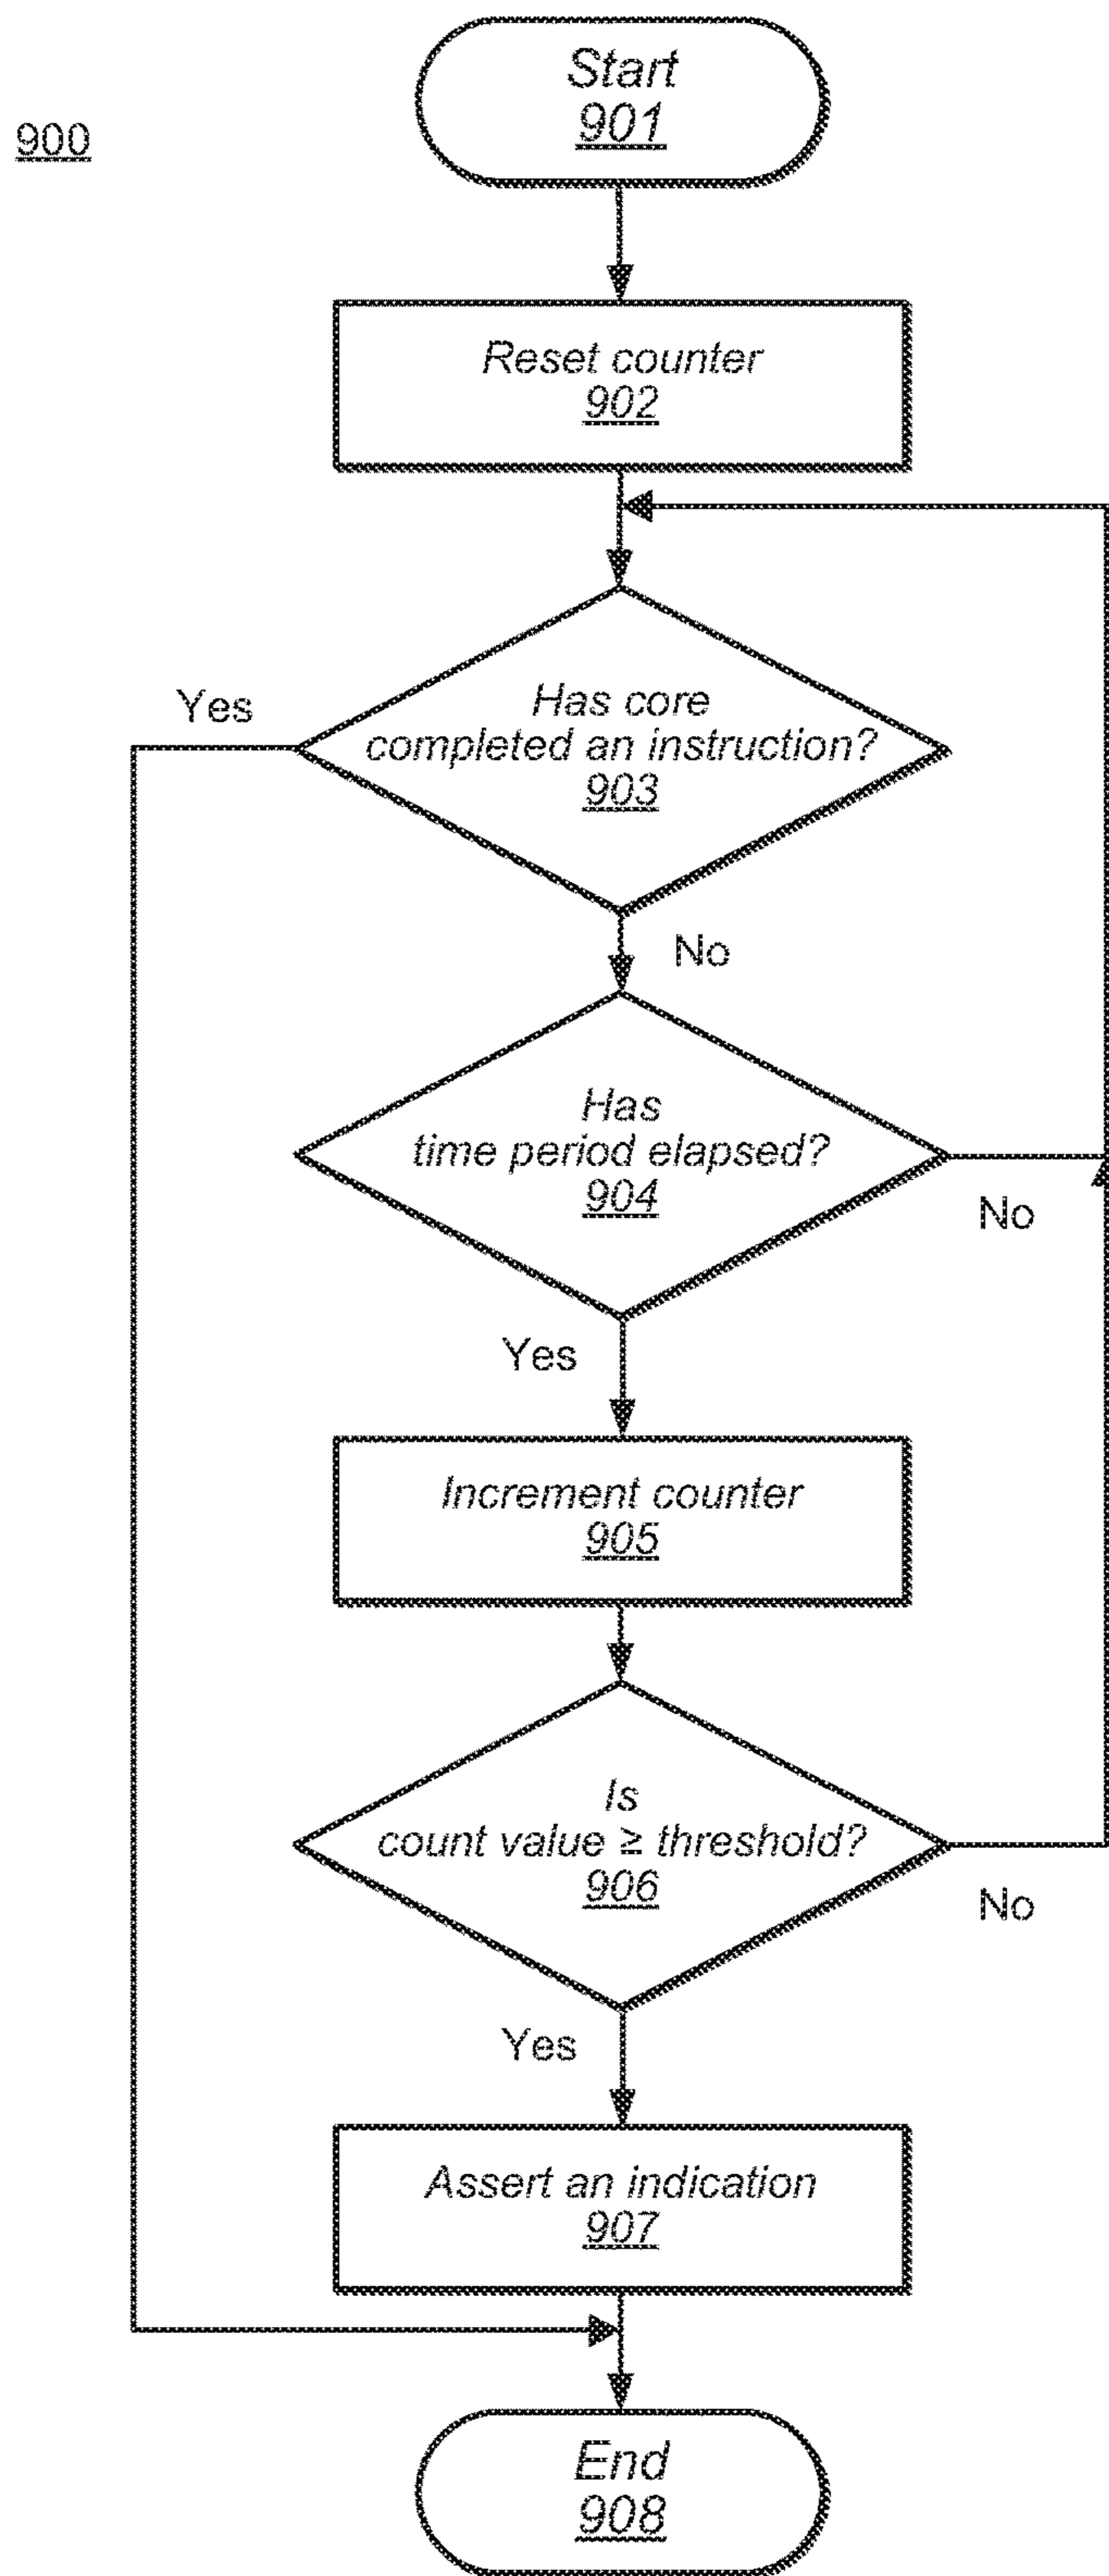 900
Start
901
Reset counter
902
Yes
Has core
completed an instruction?
903
No
Has
time period elapsed?
904
No
Yes
Increment counter
905
Is
count value ≥ threshold?
906
No
Yes
Assert an indication
907
End
908